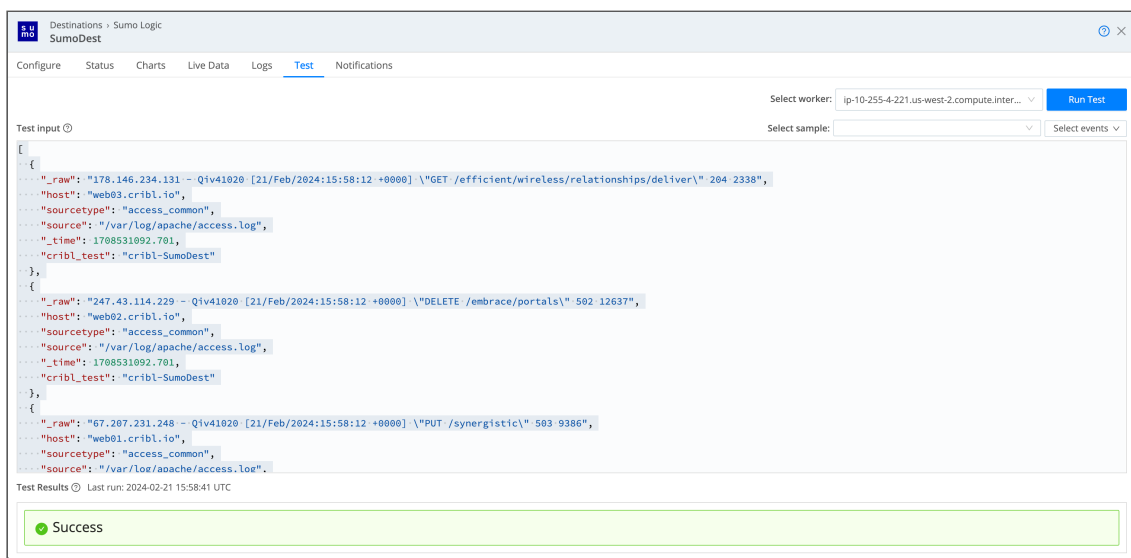 su
mo
Destinations › Sumo Logic
SumoDest
Configure Status Charts Live Data Logs Test Notifications
Select worker: ip-10-255-4-221.us-west-2.compute.inter... Run Test
Test input Select sample: Select events
[
{
"_raw": "178.146.234.131 - Qiv41020 [21/Feb/2024:15:58:12 +0000] \"GET /efficient/wireless/relationships/deliver\" 204 2338",
"host": "web03.cribl.io",
"sourcetype": "access_common",
"source": "/var/log/apache/access.log",
"_time": 1708531092.701,
"cribl_test": "cribl-SumoDest"
},
{
"_raw": "247.43.114.229 - Qiv41020 [21/Feb/2024:15:58:12 +0000] \"DELETE /embrace/portals\" 502 12637",
"host": "web02.cribl.io",
"sourcetype": "access_common",
"source": "/var/log/apache/access.log",
"_time": 1708531092.701,
"cribl_test": "cribl-SumoDest"
},
{
"_raw": "67.207.231.248 - Qiv41020 [21/Feb/2024:15:58:12 +0000] \"PUT /synergistic\" 503 9386",
"host": "web01.cribl.io",
"sourcetype": "access_common",
"source": "/var/log/apache/access.log",
Test Results Last run: 2024-02-21 15:58:41 UTC
Success